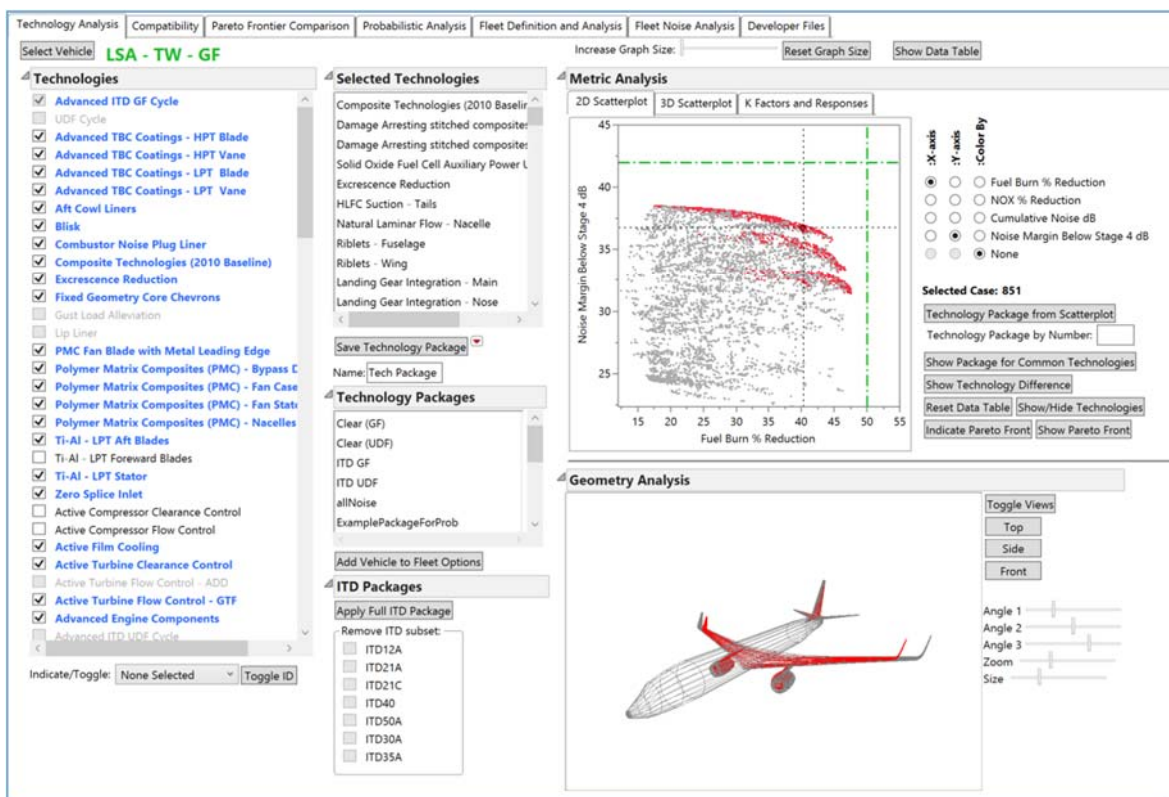 Technology Analysis
Compatibility
Pareto Frontier Comparison
Probabilistic Analysis
Fleet Definition and Analysis
Fleet Noise Analysis
Developer Files
Select Vehicle
LSA - TW - GF
Increase Graph Size:
Reset Graph Size
Show Data Table
Technologies
Advanced ITD GF Cycle
UDF Cycle
Advanced TBC Coatings - HPT Blade
Advanced TBC Coatings - HPT Vane
Advanced TBC Coatings - LPT Blade
Advanced TBC Coatings - LPT Vane
Aft Cowl Liners
Blisk
Combustor Noise Plug Liner
Composite Technologies (2010 Baseline)
Excrescence Reduction
Fixed Geometry Core Chevrons
Gust Load Alleviation
Lip Liner
PMC Fan Blade with Metal Leading Edge
Polymer Matrix Composites (PMC) - Bypass D
Polymer Matrix Composites (PMC) - Fan Case
Polymer Matrix Composites (PMC) - Fan Stat
Polymer Matrix Composites (PMC) - Nacelles
Ti-Al - LPT Aft Blades
Ti-Al - LPT Foreward Blades
Ti-Al - LPT Stator
Zero Splice Inlet
Active Compressor Clearance Control
Active Compressor Flow Control
Active Film Cooling
Active Turbine Clearance Control
Active Turbine Flow Control - ADD
Active Turbine Flow Control - GTF
Advanced Engine Components
Advanced ITD UDF Cycle
Indicate/Toggle:
None Selected
Toggle ID
Selected Technologies
Composite Technologies (2010 Baselin
Damage Arresting stitched composites
Damage Arresting stitched composites
Solid Oxide Fuel Cell Auxiliary Power U
Excrescence Reduction
HLFC Suction - Tails
Natural Laminar Flow - Nacelle
Riblets - Fuselage
Riblets - Wing
Landing Gear Integration - Main
Landing Gear Integration - Nose
Save Technology Package
Name:
Tech Package
Technology Packages
Clear (GF)
Clear (UDF)
ITD GF
ITD UDF
allNoise
ExamplePackageForProb
Add Vehicle to Fleet Options
ITD Packages
Apply Full ITD Package
Remove ITD subset:
ITD12A
ITD21A
ITD21C
ITD40
ITD50A
ITD30A
ITD35A
Metric Analysis
2D Scatterplot
3D Scatterplot
K Factors and Responses
45
40
35
30
25
Noise Margin Below Stage 4 dB
15 20 25 30 35 40 45 50 55
Fuel Burn % Reduction
:X-axis
:Y-axis
:Color By
Fuel Burn % Reduction
NOX % Reduction
Cumulative Noise dB
Noise Margin Below Stage 4 dB
None
Selected Case: 851
Technology Package from Scatterplot
Technology Package by Number:
Show Package for Common Technologies
Show Technology Difference
Reset Data Table
Show/Hide Technologies
Indicate Pareto Front
Show Pareto Front
Geometry Analysis
Toggle Views
Top
Side
Front
Angle 1
Angle 2
Angle 3
Zoom
Size